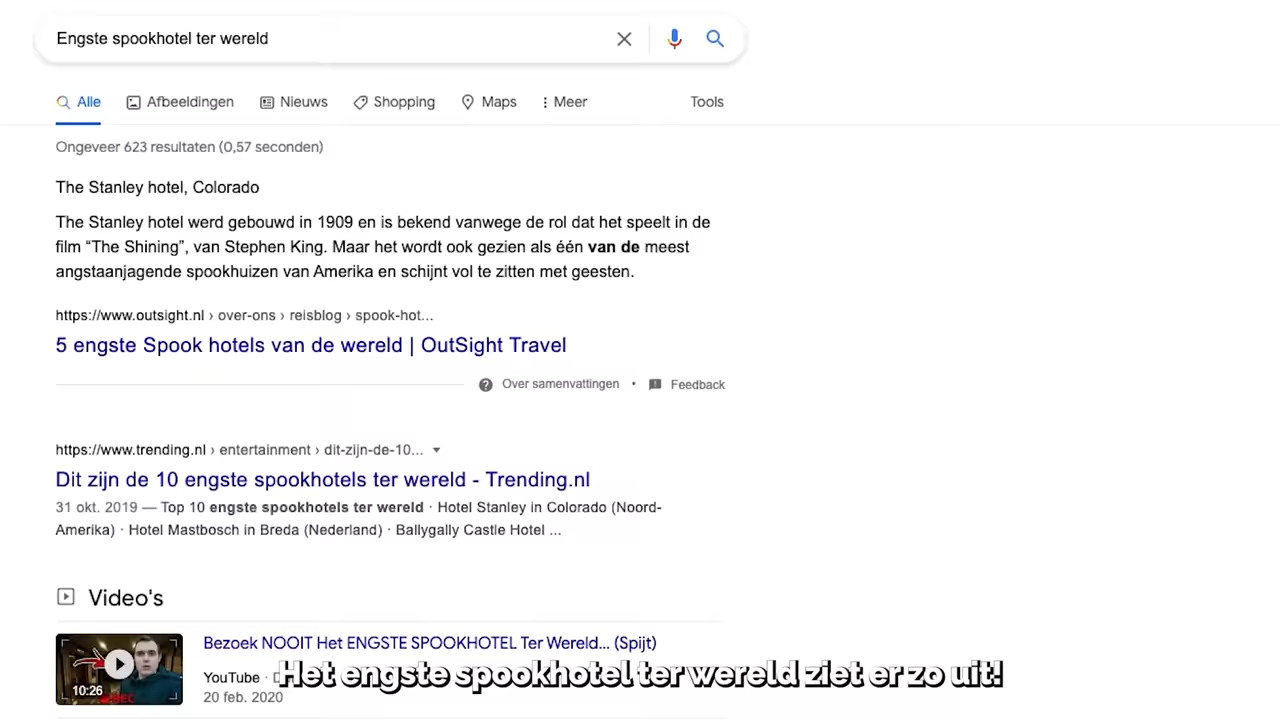 Engste spookhotel ter wereld
Alle Afbeeldingen Nieuws Shopping Maps Meer Tools
Ongeveer 623 resultaten (0,57 seconden)
The Stanley hotel, Colorado
The Stanley hotel werd gebouwd in 1909 en is bekend vanwege de rol dat het speelt in de
film “The Shining”, van Stephen King. Maar het wordt ook gezien als één van de meest
angstaanjagende spookhuizen van Amerika en schijnt vol te zitten met geesten.
https://www.outsight.nl › over-ons › reisblog › spook-hot...
5 engste Spook hotels van de wereld | OutSight Travel
Over samenvattingen • Feedback
https://www.trending.nl › entertainment › dit-zijn-de-10...
Dit zijn de 10 engste spookhotels ter wereld - Trending.nl
31 okt. 2019 — Top 10 engste spookhotels ter wereld · Hotel Stanley in Colorado (Noord-
Amerika) · Hotel Mastbosch in Breda (Nederland) · Ballygally Castle Hotel ...
Video's
Bezoek NOOIT Het ENGSTE SPOOKHOTEL Ter Wereld... (Spijt)
10:26
YouTube ·
Het engste spookhotel ter wereld ziet er zo uit!
20 feb. 2020